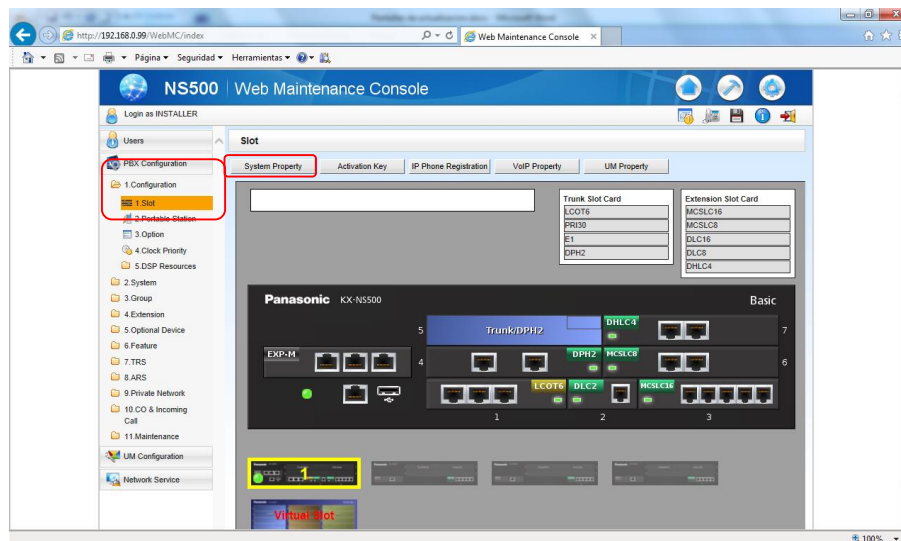 http://192.168.0.99/WebMC/index
Web Maintenance Console
Página Seguridad Herramientas
NS500 Web Maintenance Console
Login as INSTALLER
Users
Slot
PBX Configuration
System Property Activation Key IP Phone Registration VoIP Property UM Property
1.Configuration
1.Slot
2.Portable Station
3.Option
4.Clock Priority
5.DSP Resources
2.System
3.Group
4.Extension
5.Optional Device
6.Feature
7.TRS
8.ARS
9.Private Network
10.CO & Incoming
Call
11.Maintenance
UM Configuration
Network Service
Trunk Slot Card
LCOT6
PRI30
E1
DPH2
Extension Slot Card
MCSLC16
MCSLC8
DLC16
DLC8
DHLC4
Panasonic KX-NS500 Basic
5 Trunk/DPH2 DHLC4 7
EXP-M 4 DPH2 MCSLC8 6
LCOT6 DLC2 MCSLC16
1 2 3
1
Virtual Slot
100%